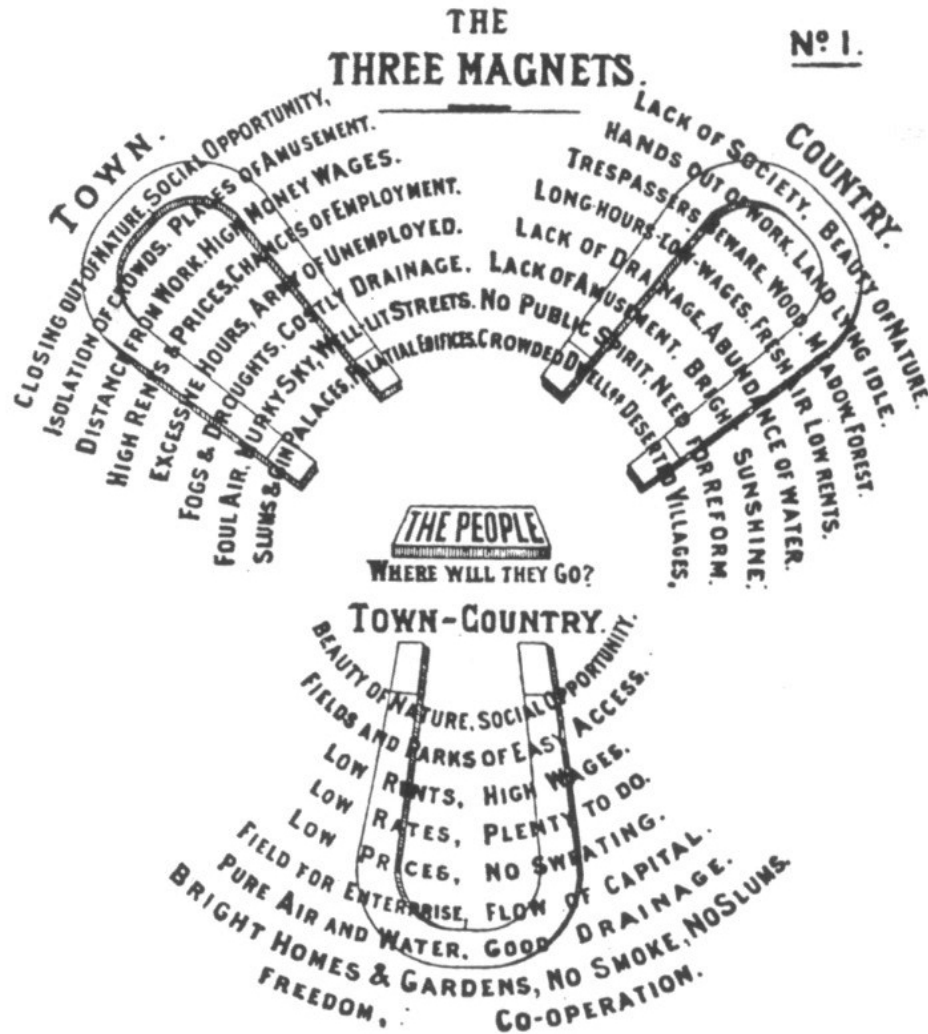 THE
THREE MAGNETS.
Nº 1.
TOWN.
CLOSING OUT OF NATURE. SOCIAL OPPORTUNITY.
ISOLATION OF CROWDS. PLACES OF AMUSEMENT.
DISTANCE FROM WORK. HIGH MONEY WAGES.
HIGH RENTS & PRICES, CHANCES OF EMPLOYMENT.
EXCESSIVE HOURS, ARMY OF UNEMPLOYED.
FOGS & DROUGHTS. COSTLY DRAINAGE.
FOUL AIR. MURKY SKY. WELL-LIT STREETS.
SLUMS & GIN PALACES. PALATIAL EDIFICES.
COUNTRY.
LACK OF SOCIETY. BEAUTY OF NATURE.
HANDS OUT OF WORK. LAND LYING IDLE.
TRESPASSERS BEWARE. WOOD, MEADOW, FOREST.
LONG-HOURS-LOW-WAGES. FRESH AIR LOW RENTS.
LACK OF DRAINAGE. ABUNDANCE OF WATER.
LACK OF AMUSEMENT. BRIGHT SUNSHINE.
NO PUBLIC SPIRIT. NEED FOR REFORM.
CROWDED DWELLGS DESERTED VILLAGES,
THE PEOPLE
WHERE WILL THEY GO?
TOWN-COUNTRY.
BEAUTY OF NATURE. SOCIAL OPPORTUNITY.
FIELDS AND PARKS OF EASY ACCESS.
LOW RENTS, HIGH WAGES.
LOW RATES, PLENTY TO DO.
LOW PRICES, NO SWEATING.
FIELD FOR ENTERPRISE, FLOW OF CAPITAL.
PURE AIR AND WATER. GOOD DRAINAGE.
BRIGHT HOMES & GARDENS, NO SMOKE, NO SLUMS.
FREEDOM. CO-OPERATION.